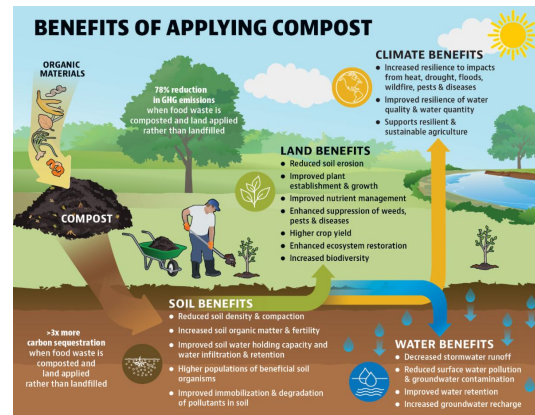 BENEFITS OF APPLYING COMPOST
ORGANIC
MATERIALS
78% reduction
in GHG emissions
when food waste is
composted and land applied
rather than landfilled
COMPOST
CLIMATE BENEFITS
• Increased resilience to impacts
from heat, drought, floods,
wildfire, pests & diseases
• Improved resilience of water
quality & water quantity
• Supports resilient &
sustainable agriculture
LAND BENEFITS
• Reduced soil erosion
• Improved plant
establishment & growth
• Improved nutrient management
• Enhanced suppression of weeds,
pests & diseases
• Higher crop yield
• Enhanced ecosystem restoration
• Increased biodiversity
>3x more
carbon sequestration
when food waste is
composted and
land applied
rather than landfilled
SOIL BENEFITS
• Reduced soil density & compaction
• Increased soil organic matter & fertility
• Improved soil water holding capacity and
water infiltration & retention
• Higher populations of beneficial soil
organisms
• Improved immobilization & degradation
of pollutants in soil
WATER BENEFITS
• Decreased stormwater runoff
• Reduced surface water pollution
& groundwater contamination
• Improved water retention
• Increased groundwater recharge